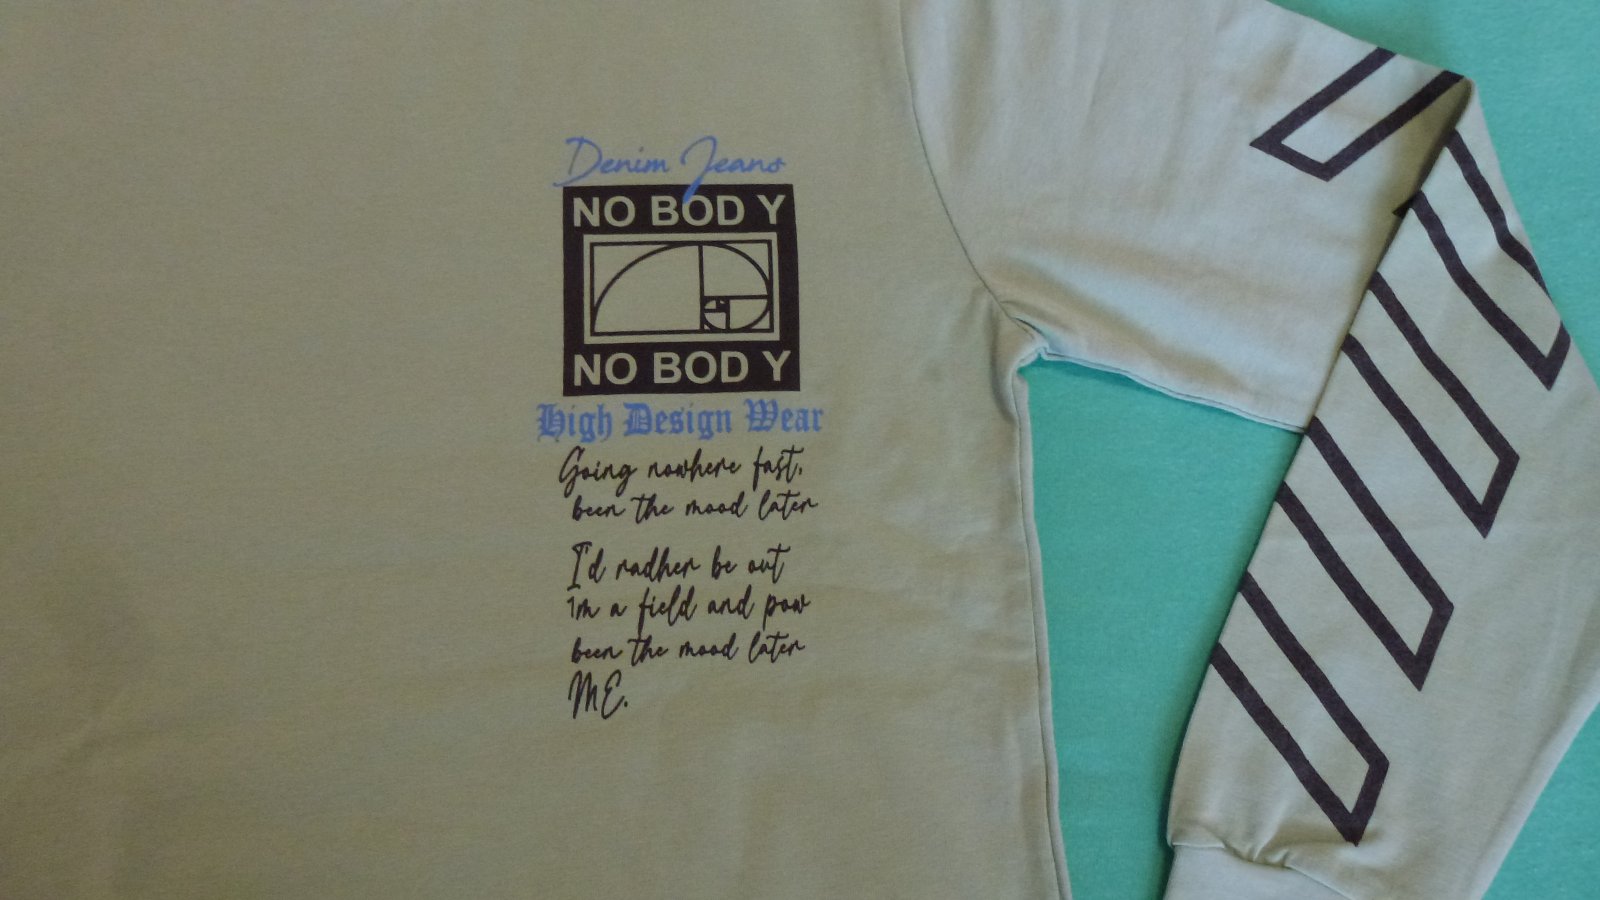 Denim Jeans
NO BOD Y
NO BOD Y
High Design Wear
Going nowhere fast,
been the mood later
I'd radher be out
1m a field and pow
been the mood later
ME.